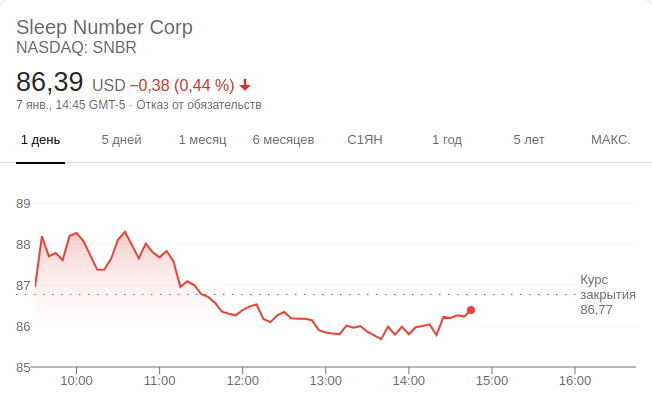 Sleep Number Corp
NASDAQ: SNBR
86,39 USD −0,38 (0,44 %)
7 янв., 14:45 GMT-5 · Отказ от обязательств
1 день 5 дней 1 месяц 6 месяцев С1ЯН 1 год 5 лет МАКС.
89
88
87
86
85
Курс
закрытия
86,77
10:00 11:00 12:00 13:00 14:00 15:00 16:00